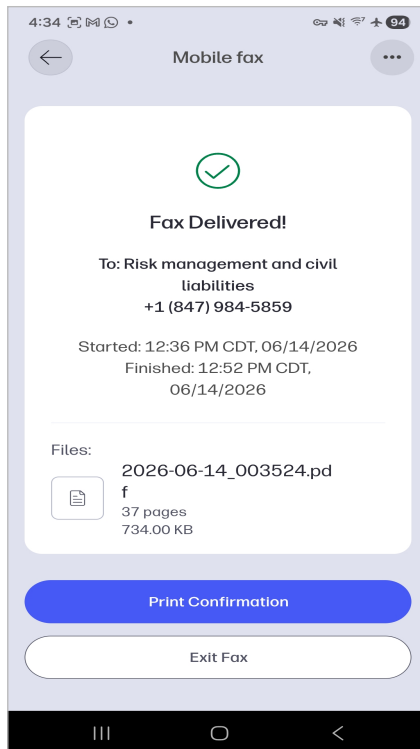 4:34
94
Mobile fax
Fax Delivered!
To: Risk management and civil
liabilities
+1 (847) 984-5859
Started: 12:36 PM CDT, 06/14/2026
Finished: 12:52 PM CDT,
06/14/2026
Files:
2026-06-14_003524.pd
f
37 pages
734.00 KB
Print Confirmation
Exit Fax